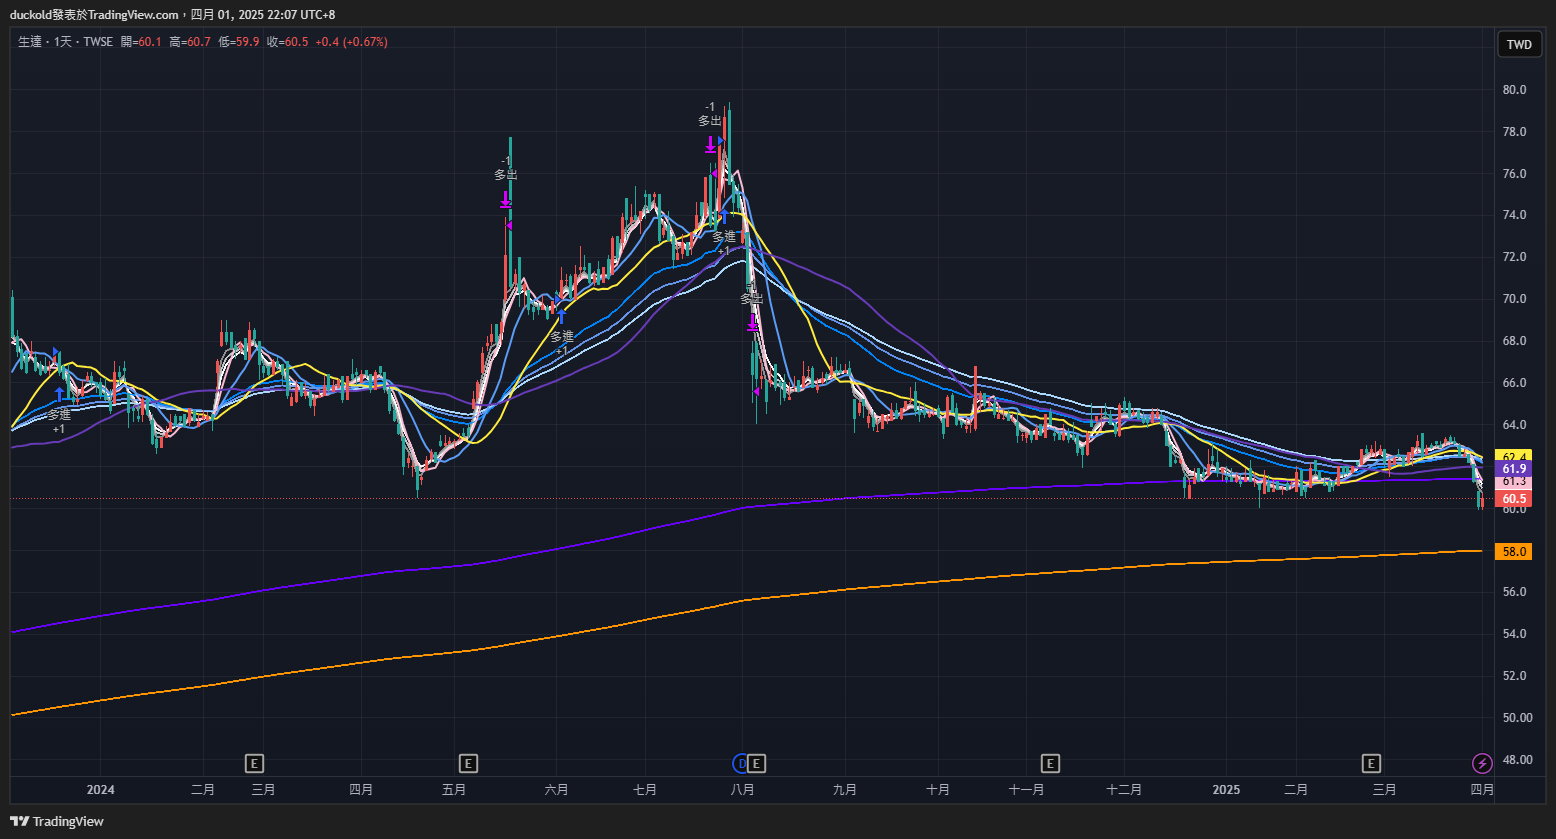 duckold發表於TradingView.com，四月 01, 2025 22:07 UTC+8
生達 · 1天 · TWSE 開=60.1 高=60.7 低=59.9 收=60.5 +0.4 (+0.67%)
TWD
80.0
78.0
76.0
74.0
72.0
70.0
68.0
66.0
64.0
62.4
61.9
61.3
60.5
60.0
58.0
56.0
54.0
52.0
50.00
48.00
-1
多出
-1
多出
多進
+1
多出
多進
+1
多進
+1
E
E
D
E
E
E
2024
二月
三月
四月
五月
六月
七月
八月
九月
十月
十一月
十二月
2025
二月
三月
四月
TradingView